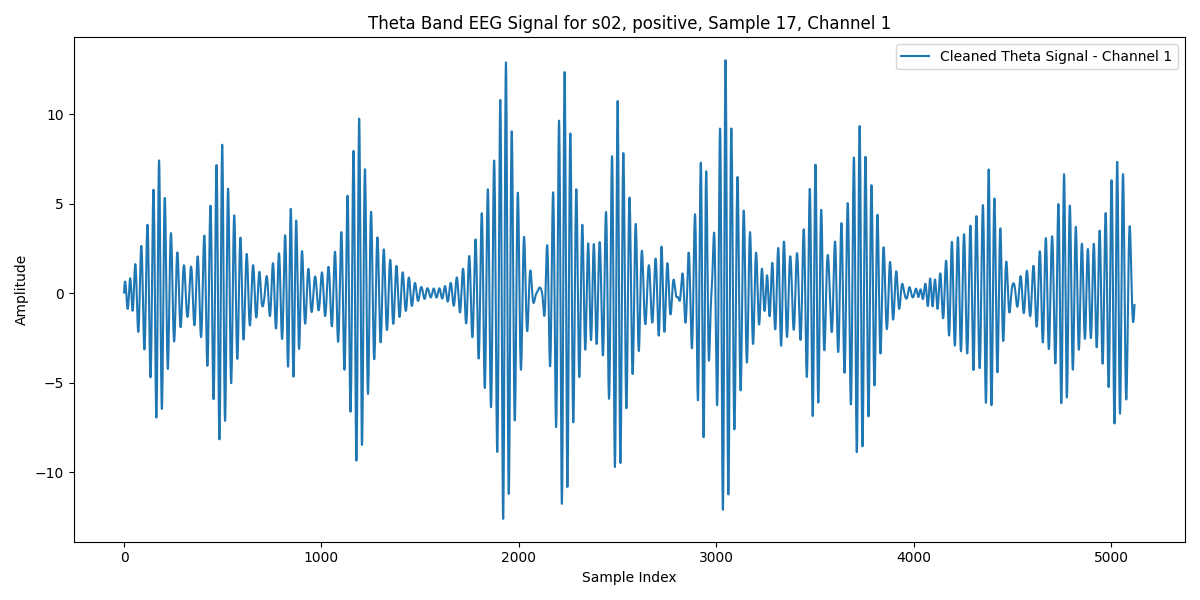 Theta Band EEG Signal for s02, positive, Sample 17, Channel 1
Cleaned Theta Signal - Channel 1
Amplitude
10
5
0
−5
−10
0
1000
2000
3000
4000
5000
Sample Index